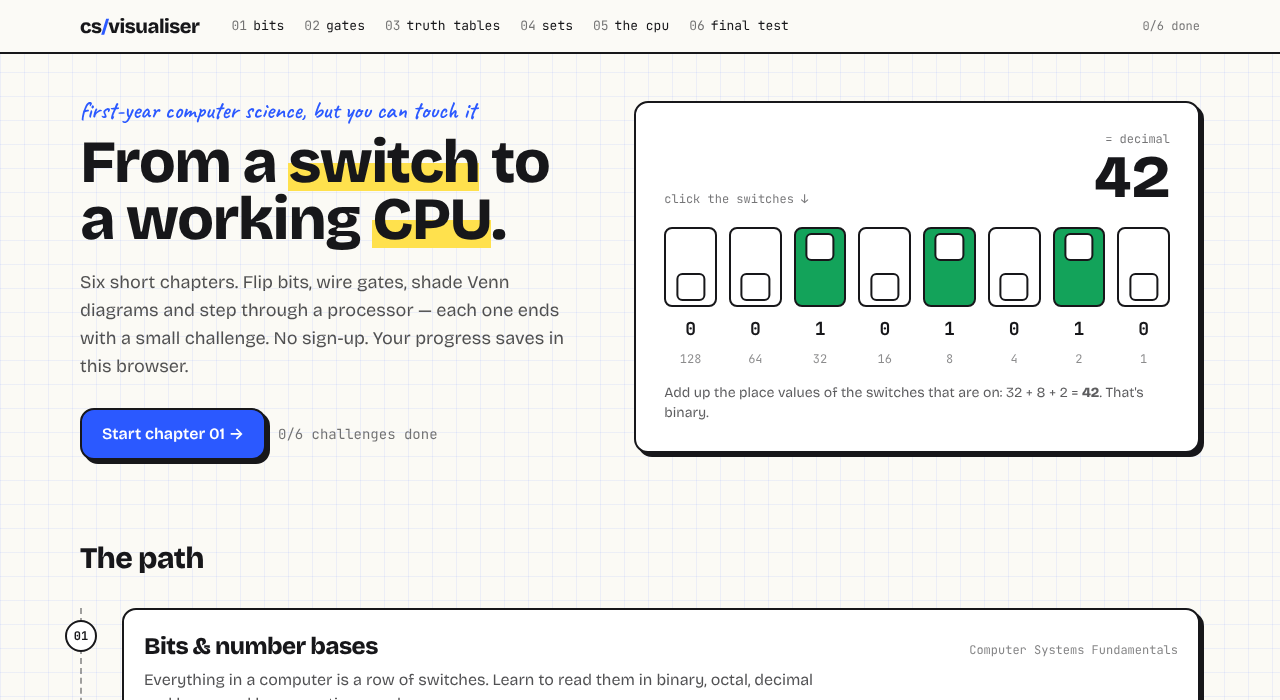 cs/visualiser 01 bits 02 gates 03 truth tables 04 sets 05 the cpu 06 final test 0/6 done
first-year computer science, but you can touch it
From a switch to
a working CPU.
Six short chapters. Flip bits, wire gates, shade Venn
diagrams and step through a processor — each one ends
with a small challenge. No sign-up. Your progress saves in
this browser.
Start chapter 01 → 0/6 challenges done
= decimal
42
click the switches ↓
0 0 1 0 1 0 1 0
128 64 32 16 8 4 2 1
Add up the place values of the switches that are on: 32 + 8 + 2 = 42. That's
binary.
The path
01
Bits & number bases
Computer Systems Fundamentals
Everything in a computer is a row of switches. Learn to read them in binary, octal, decimal